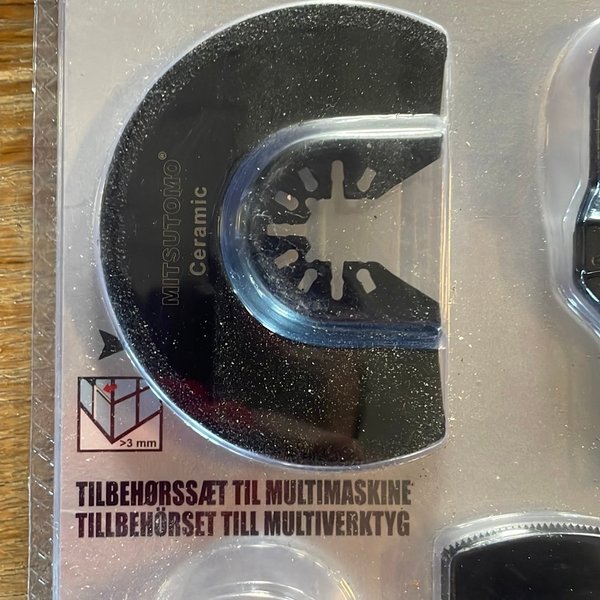 MITSUTOMO®
Ceramic
>3 mm
TILBEHØRSSÆT TIL MULTIMASKINE
TILLBEHÖRSET TILL MULTIVERKTYG